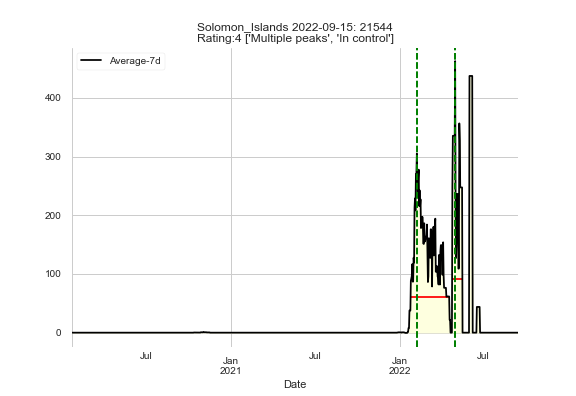 Solomon_Islands 2022-09-15: 21544
Rating:4 ['Multiple peaks', 'In control']
Average-7d
400
300
200
100
0
Jul
Jan
2021
Jul
Jan
2022
Jul
Date